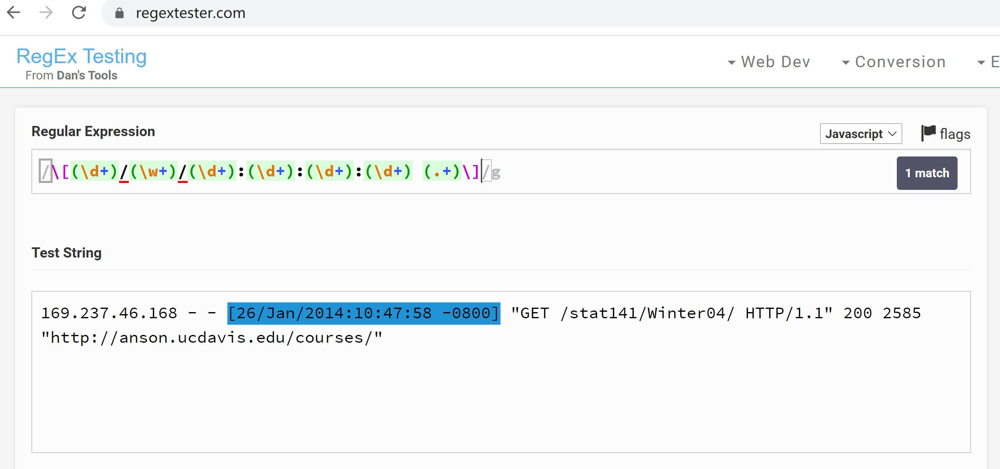 regextester.com
RegEx Testing
From Dan's Tools
Web Dev
Conversion
E
Regular Expression
Javascript
flags
/\[(\d+)/(\w+)/(\d+):(\d+):(\d+):(\d+) (.+)\]/g
1 match
Test String
169.237.46.168 - - [26/Jan/2014:10:47:58 -0800] "GET /stat141/Winter04/ HTTP/1.1" 200 2585
"http://anson.ucdavis.edu/courses/"